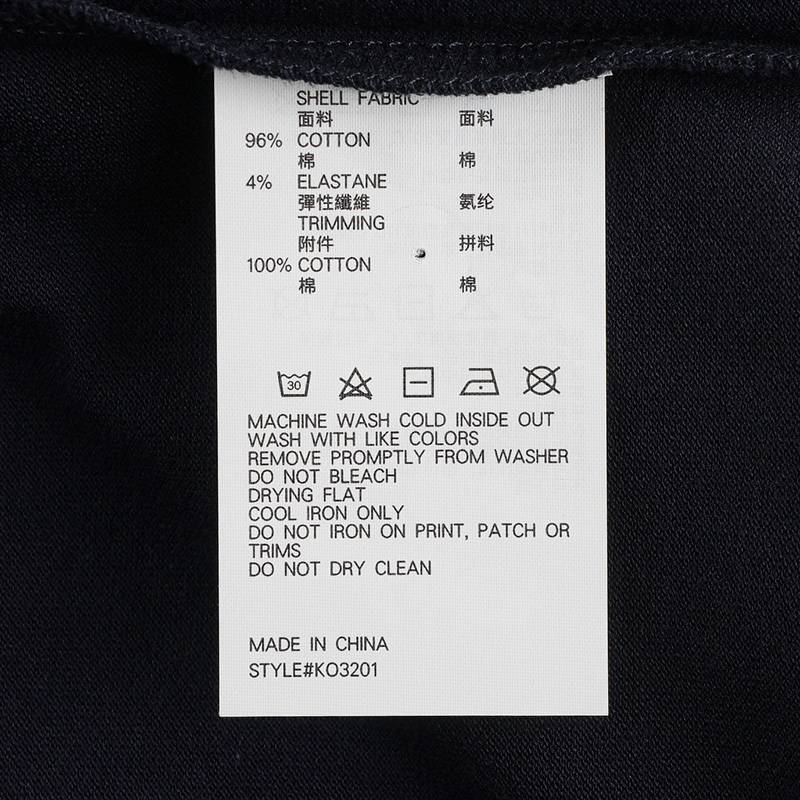 SHELL FABRIC
面料 面料
96% COTTON
棉 棉
4% ELASTANE
彈性纖維 氨纶
TRIMMING
附件 拼料
100% COTTON
棉 棉
30
MACHINE WASH COLD INSIDE OUT
WASH WITH LIKE COLORS
REMOVE PROMPTLY FROM WASHER
DO NOT BLEACH
DRYING FLAT
COOL IRON ONLY
DO NOT IRON ON PRINT, PATCH OR
TRIMS
DO NOT DRY CLEAN
MADE IN CHINA
STYLE#KO3201